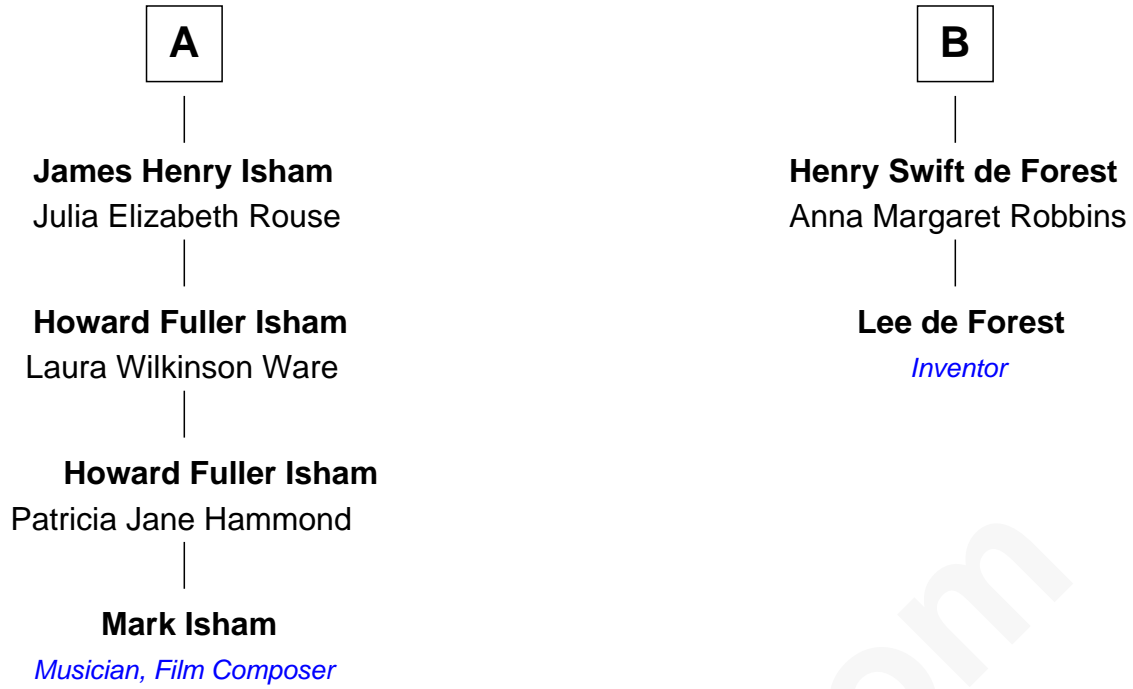 A
James Henry Isham
Julia Elizabeth Rouse
Howard Fuller Isham
Laura Wilkinson Ware
Howard Fuller Isham
Patricia Jane Hammond
Mark Isham
Musician, Film Composer
B
Henry Swift de Forest
Anna Margaret Robbins
Lee de Forest
Inventor
om